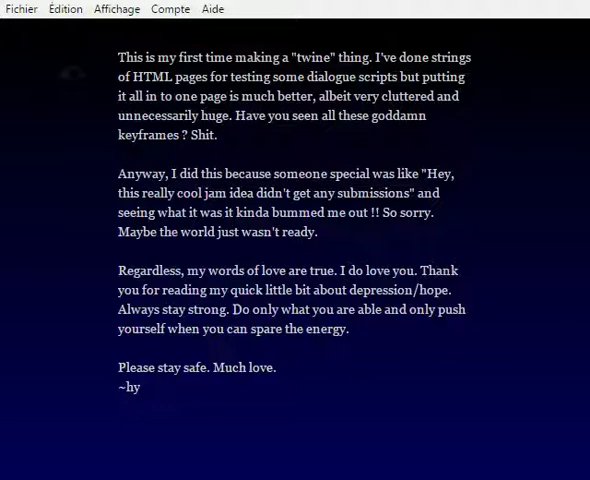 Fichier Édition Affichage Compte Aide
This is my first time making a "twine" thing. I've done strings
of HTML pages for testing some dialogue scripts but putting
it all in to one page is much better, albeit very cluttered and
unnecessarily huge. Have you seen all these goddamn
keyframes ? Shit.
Anyway, I did this because someone special was like "Hey,
this really cool jam idea didn't get any submissions" and
seeing what it was it kinda bummed me out !! So sorry.
Maybe the world just wasn't ready.
Regardless, my words of love are true. I do love you. Thank
you for reading my quick little bit about depression/hope.
Always stay strong. Do only what you are able and only push
yourself when you can spare the energy.
Please stay safe. Much love.
~hy